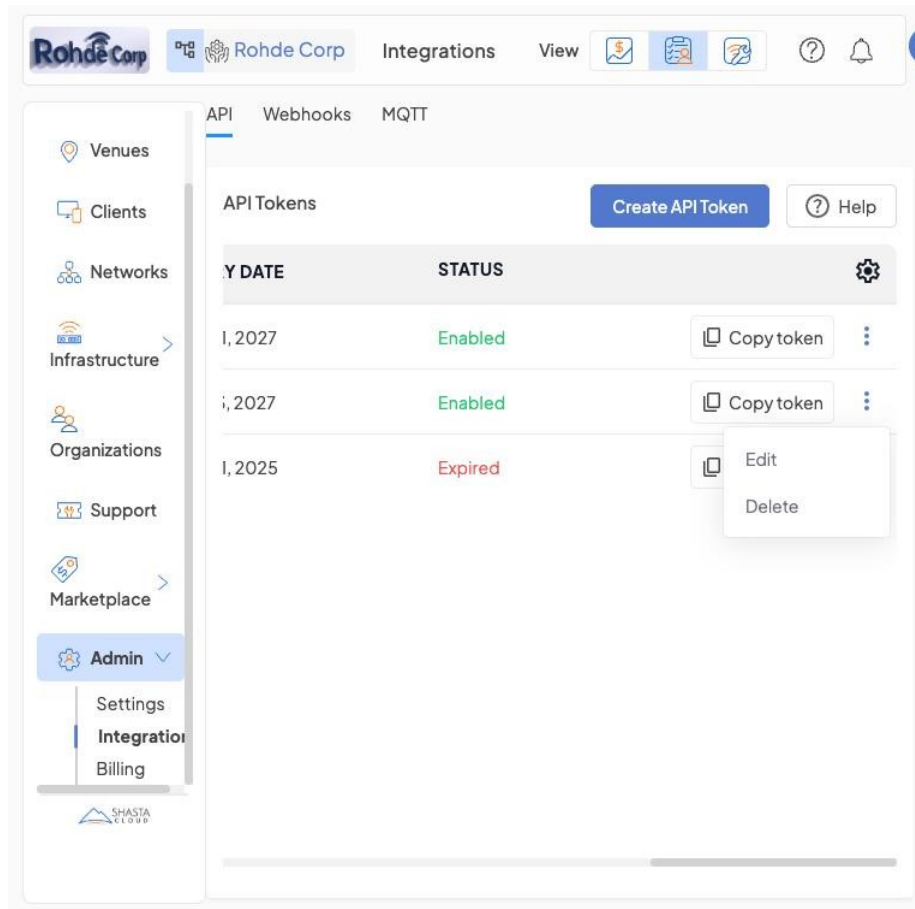 Rohde Corp
Rohde Corp
Integrations
View
API Webhooks MQTT
Venues
Clients
Networks
Infrastructure
Organizations
Support
Marketplace
Admin
Settings
Integration
Billing
SHASTA
CLOUD
API Tokens
Create API Token
Help
Y DATE STATUS
1, 2027 Enabled Copy token
, 2027 Enabled Copy token
1, 2025 Expired
Edit
Delete